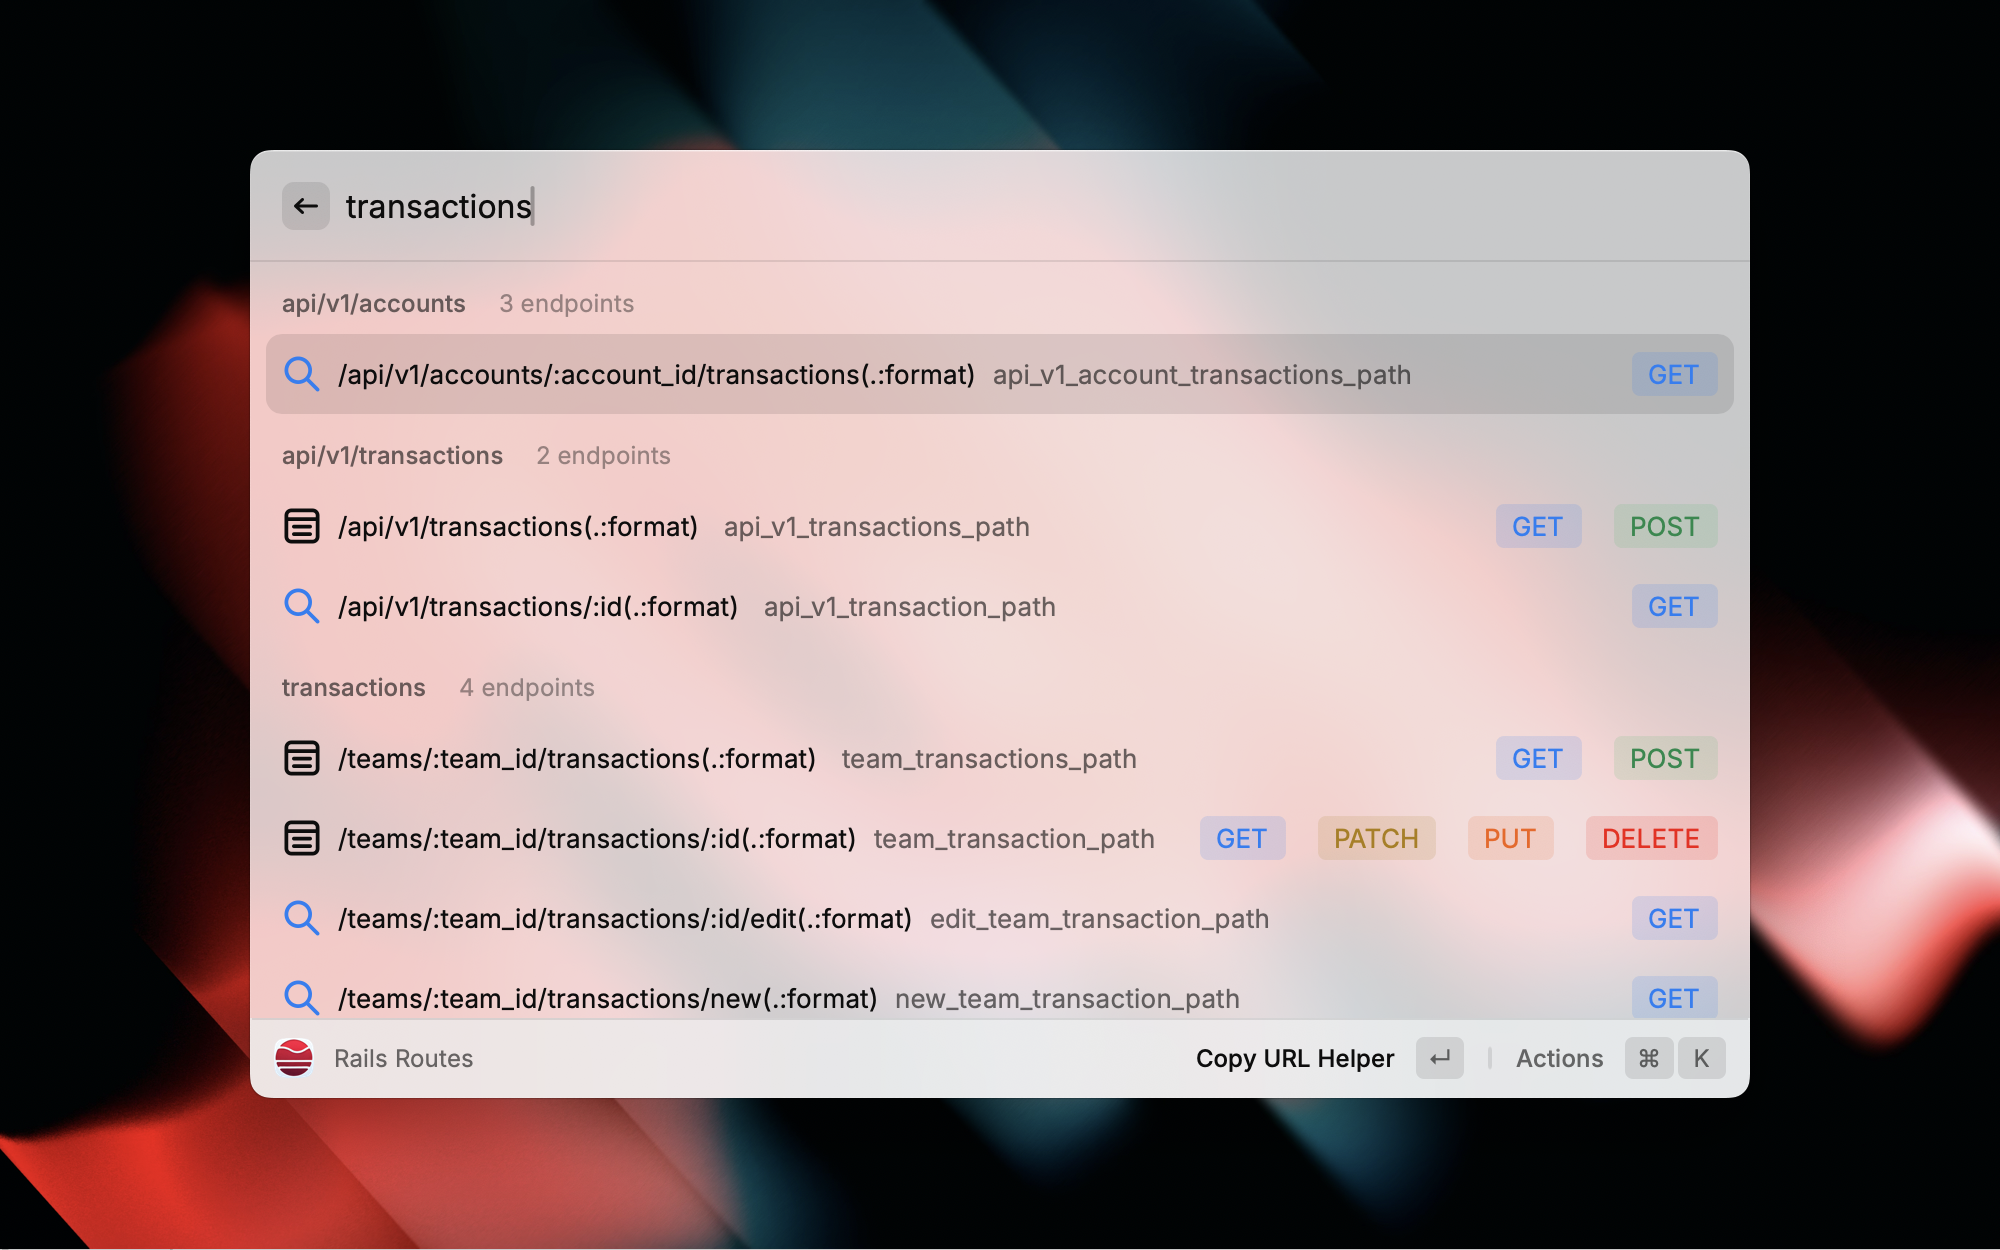 transactions
api/v1/accounts 3 endpoints
/api/v1/accounts/:account_id/transactions(.:format) api_v1_account_transactions_path GET
api/v1/transactions 2 endpoints
/api/v1/transactions(.:format) api_v1_transactions_path GET POST
/api/v1/transactions/:id(.:format) api_v1_transaction_path GET
transactions 4 endpoints
/teams/:team_id/transactions(.:format) team_transactions_path GET POST
/teams/:team_id/transactions/:id(.:format) team_transaction_path GET PATCH PUT DELETE
/teams/:team_id/transactions/:id/edit(.:format) edit_team_transaction_path GET
/teams/:team_id/transactions/new(.:format) new_team_transaction_path GET
Rails Routes Copy URL Helper ↵ Actions ⌘ K